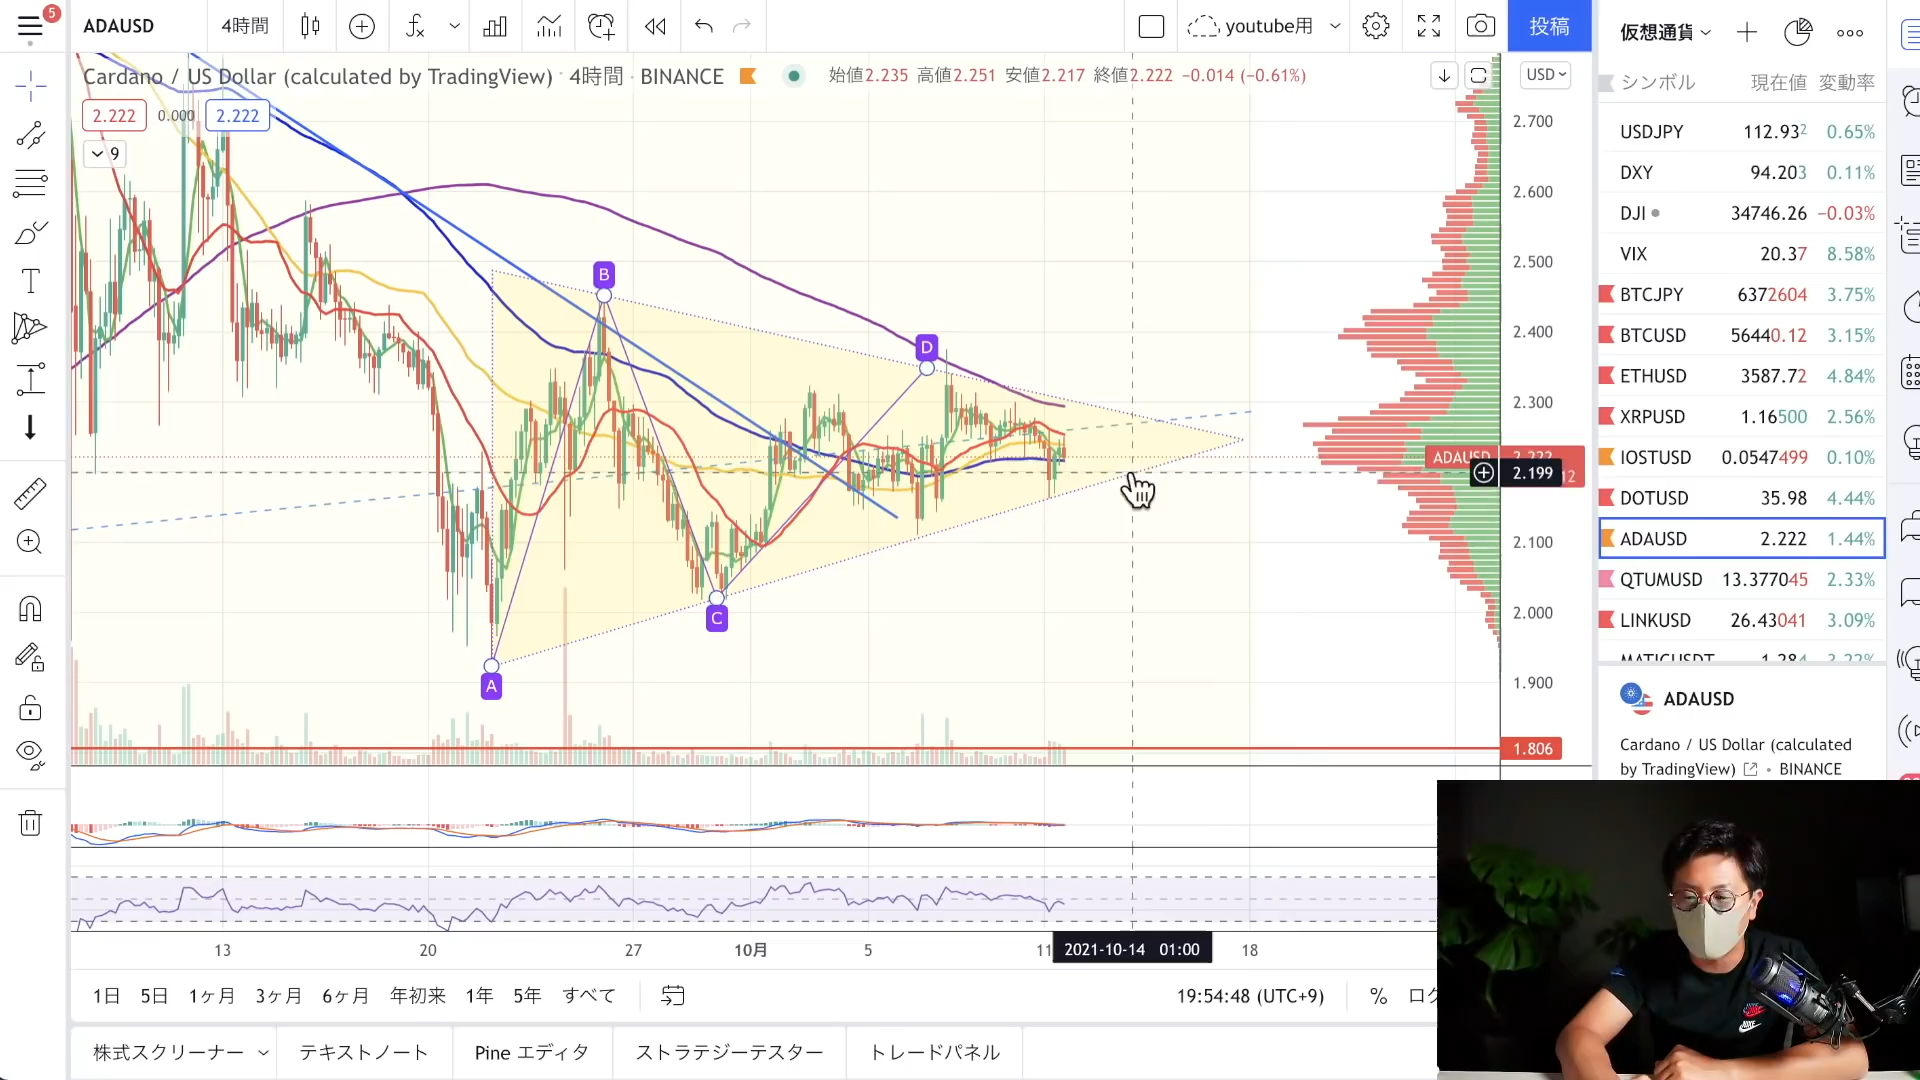 5
ADAUSD
4時間
youtube用
投稿
仮想通貨
Cardano / US Dollar (calculated by TradingView) · 4時間 · BINANCE
始値2.235 高値2.251 安値2.217 終値2.222 −0.014 (−0.61%)
USD
シンボル 現在値 変動率
2.222 0.000 2.222
9
2.700
2.600
2.500
2.400
2.300
ADAUSD
2.199
2.100
2.000
1.900
1.806
B
D
C
A
USDJPY 112.932 0.65%
DXY 94.203 0.11%
DJI 34746.26 −0.03%
VIX 20.37 8.58%
BTCJPY 6372604 3.75%
BTCUSD 56440.12 3.15%
ETHUSD 3587.72 4.84%
XRPUSD 1.16500 2.56%
IOSTUSD 0.0547499 0.10%
DOTUSD 35.98 4.44%
ADAUSD 2.222 1.44%
QTUMUSD 13.377045 2.33%
LINKUSD 26.43041 3.09%
MATICUSDT 1.284
ADAUSD
Cardano / US Dollar (calculated
by TradingView) • BINANCE
13 20 27 10月 5 11 2021-10-14 01:00 18
1日 5日 1ヶ月 3ヶ月 6ヶ月 年初来 1年 5年 すべて
19:54:48 (UTC+9) %
株式スクリーナー テキストノート Pine エディタ ストラテジーテスター トレードパネル